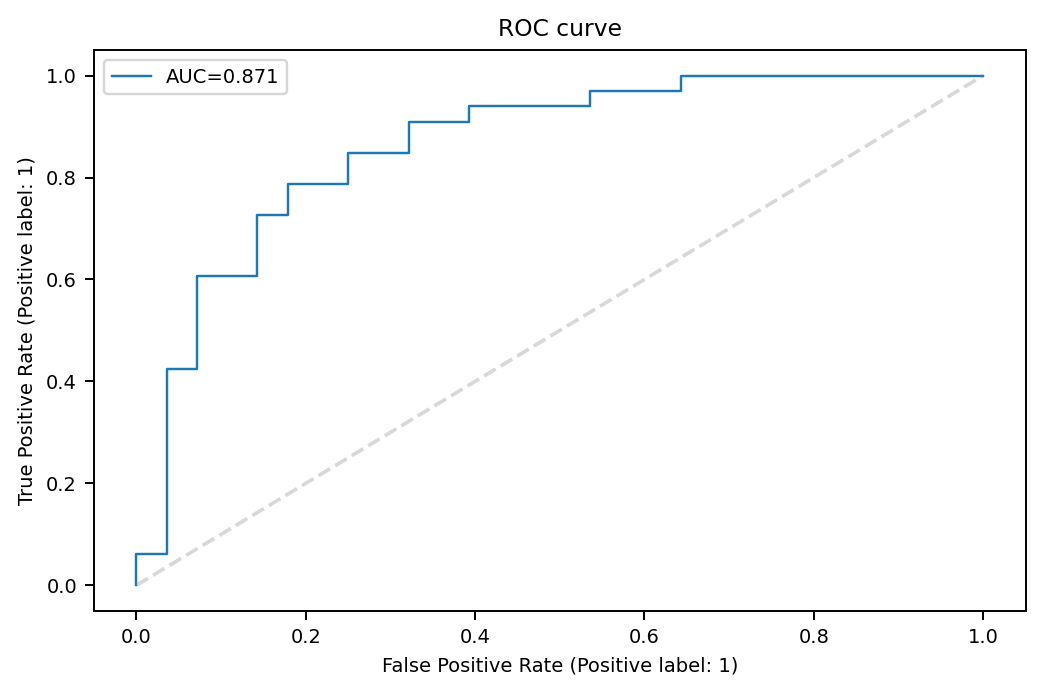 ROC curve
AUC=0.871
True Positive Rate (Positive label: 1)
1.0
0.8
0.6
0.4
0.2
0.0
0.0 0.2 0.4 0.6 0.8 1.0
False Positive Rate (Positive label: 1)